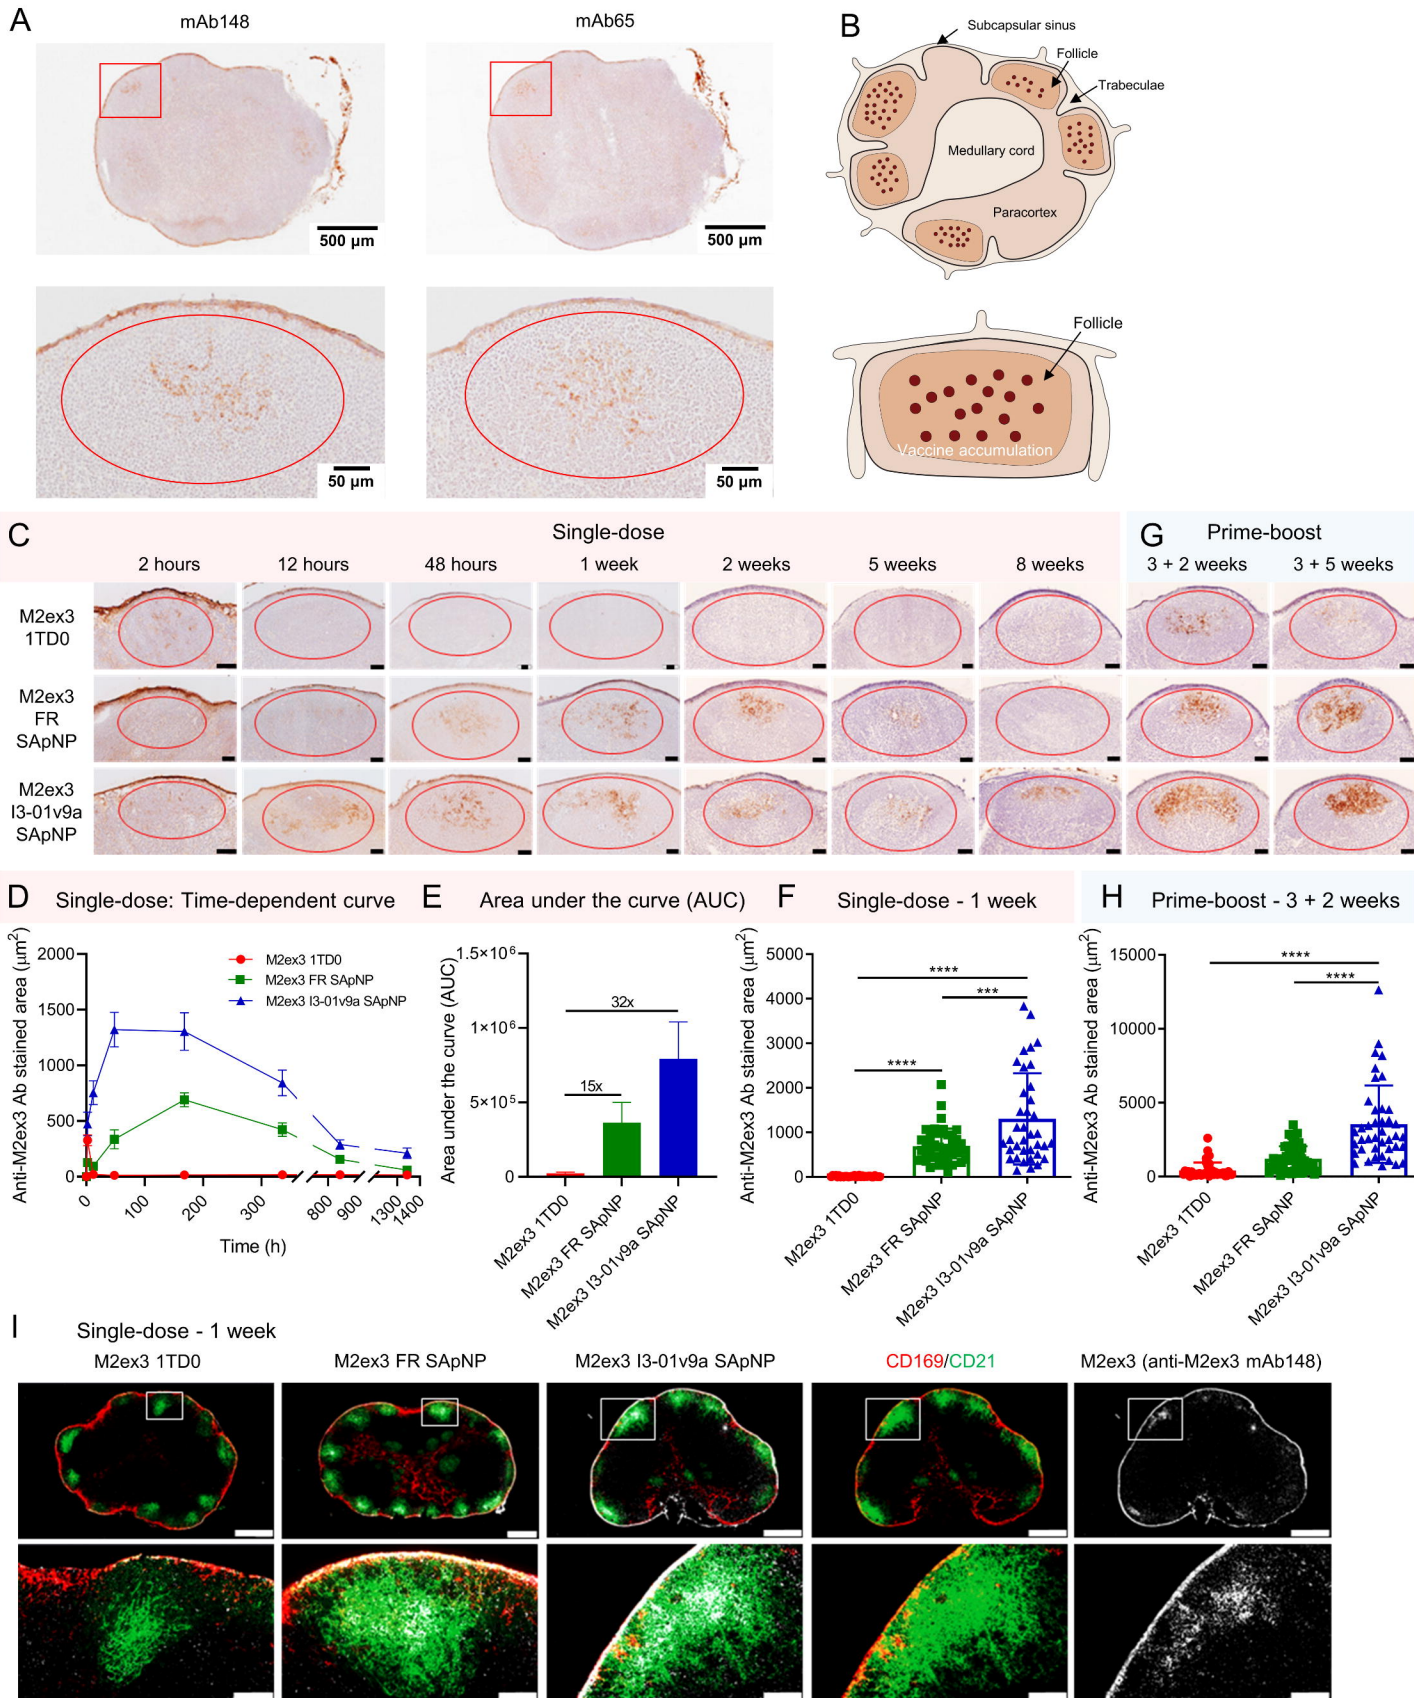 A
mAb148
mAb65
500 µm
500 µm
50 µm
50 µm
B
Subcapsular sinus
Follicle
Trabeculae
Medullary cord
Paracortex
Follicle
Vaccine accumulation
C
Single-dose
2 hours 12 hours 48 hours 1 week 2 weeks 5 weeks 8 weeks
G
Prime-boost
3 + 2 weeks 3 + 5 weeks
M2ex3
1TD0
M2ex3
FR
SApNP
M2ex3
I3-01v9a
SApNP
D Single-dose: Time-dependent curve
Anti-M2ex3 Ab stained area (µm²)
2000
1500
1000
500
0
0 100 200 300 800 900 1300 1400
Time (h)
M2ex3 1TD0
M2ex3 FR SApNP
M2ex3 I3-01v9a SApNP
E Area under the curve (AUC)
Area under the curve (AUC)
1.5×10⁶
1×10⁶
5×10⁵
0
32x
15x
M2ex3 1TD0
M2ex3 FR SApNP
M2ex3 I3-01v9a SApNP
F Single-dose - 1 week
Anti-M2ex3 Ab stained area (µm²)
5000
4000
3000
2000
1000
0
****
***
****
M2ex3 1TD0
M2ex3 FR SApNP
M2ex3 I3-01v9a SApNP
H Prime-boost - 3 + 2 weeks
Anti-M2ex3 Ab stained area (µm²)
15000
10000
5000
0
****
****
M2ex3 1TD0
M2ex3 FR SApNP
M2ex3 I3-01v9a SApNP
I
Single-dose - 1 week
M2ex3 1TD0
M2ex3 FR SApNP
M2ex3 I3-01v9a SApNP
CD169/CD21
M2ex3 (anti-M2ex3 mAb148)